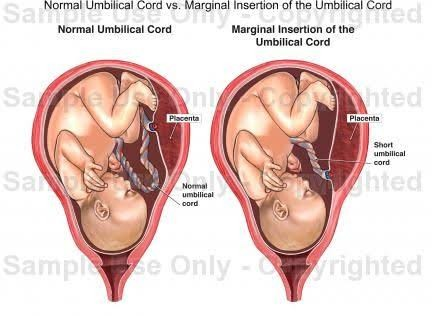 Normal Umbilical Cord vs. Marginal Insertion of the Umbilical Cord
Normal Umbilical Cord
Marginal Insertion of the
Umbilical Cord
Sample Use Only - Copyrighted
Placenta
Placenta
Short
umbilical
cord
Sample Use Only - Copyrighted
Normal
umbilical
cord
Sample Use Only - Copyrighted